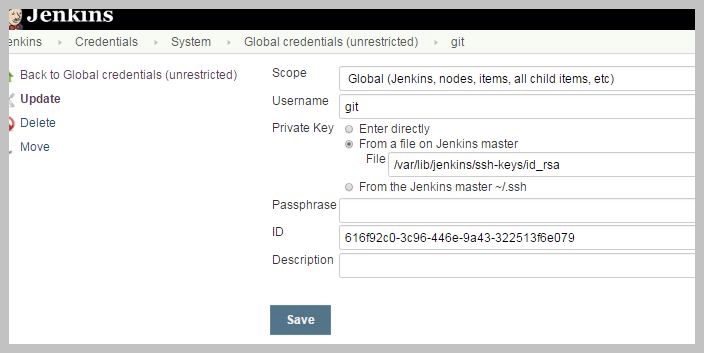 Jenkins
enkins Credentials System Global credentials (unrestricted) git
Back to Global credentials (unrestricted)
Update
Delete
Move
Scope Global (Jenkins, nodes, items, all child items, etc)
Username git
Private Key Enter directly
From a file on Jenkins master
File /var/lib/jenkins/ssh-keys/id_rsa
From the Jenkins master ~/.ssh
Passphrase
ID 616f92c0-3c96-446e-9a43-322513f6e079
Description
Save